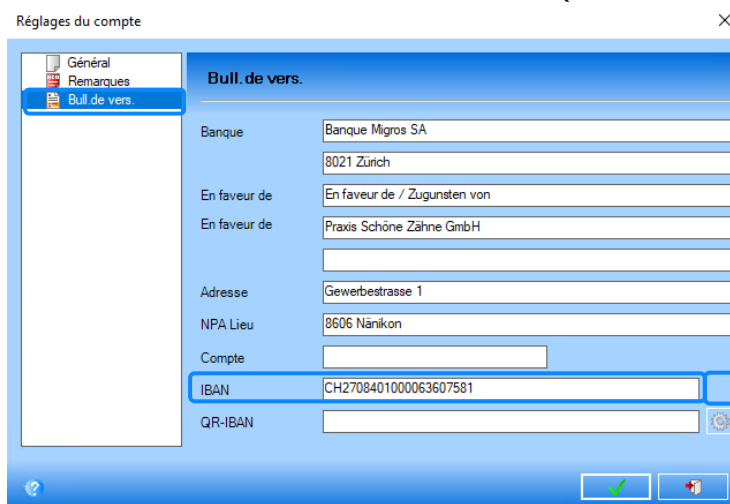 Réglages du compte
Général
Remarques
Bull.de vers.
Bull.de vers.
Banque Banque Migros SA
8021 Zürich
En faveur de En faveur de / Zugunsten von
En faveur de Praxis Schöne Zähne GmbH
Adresse Gewerbestrasse 1
NPA Lieu 8606 Nänikon
Compte
IBAN CH2708401000063607581
QR-IBAN